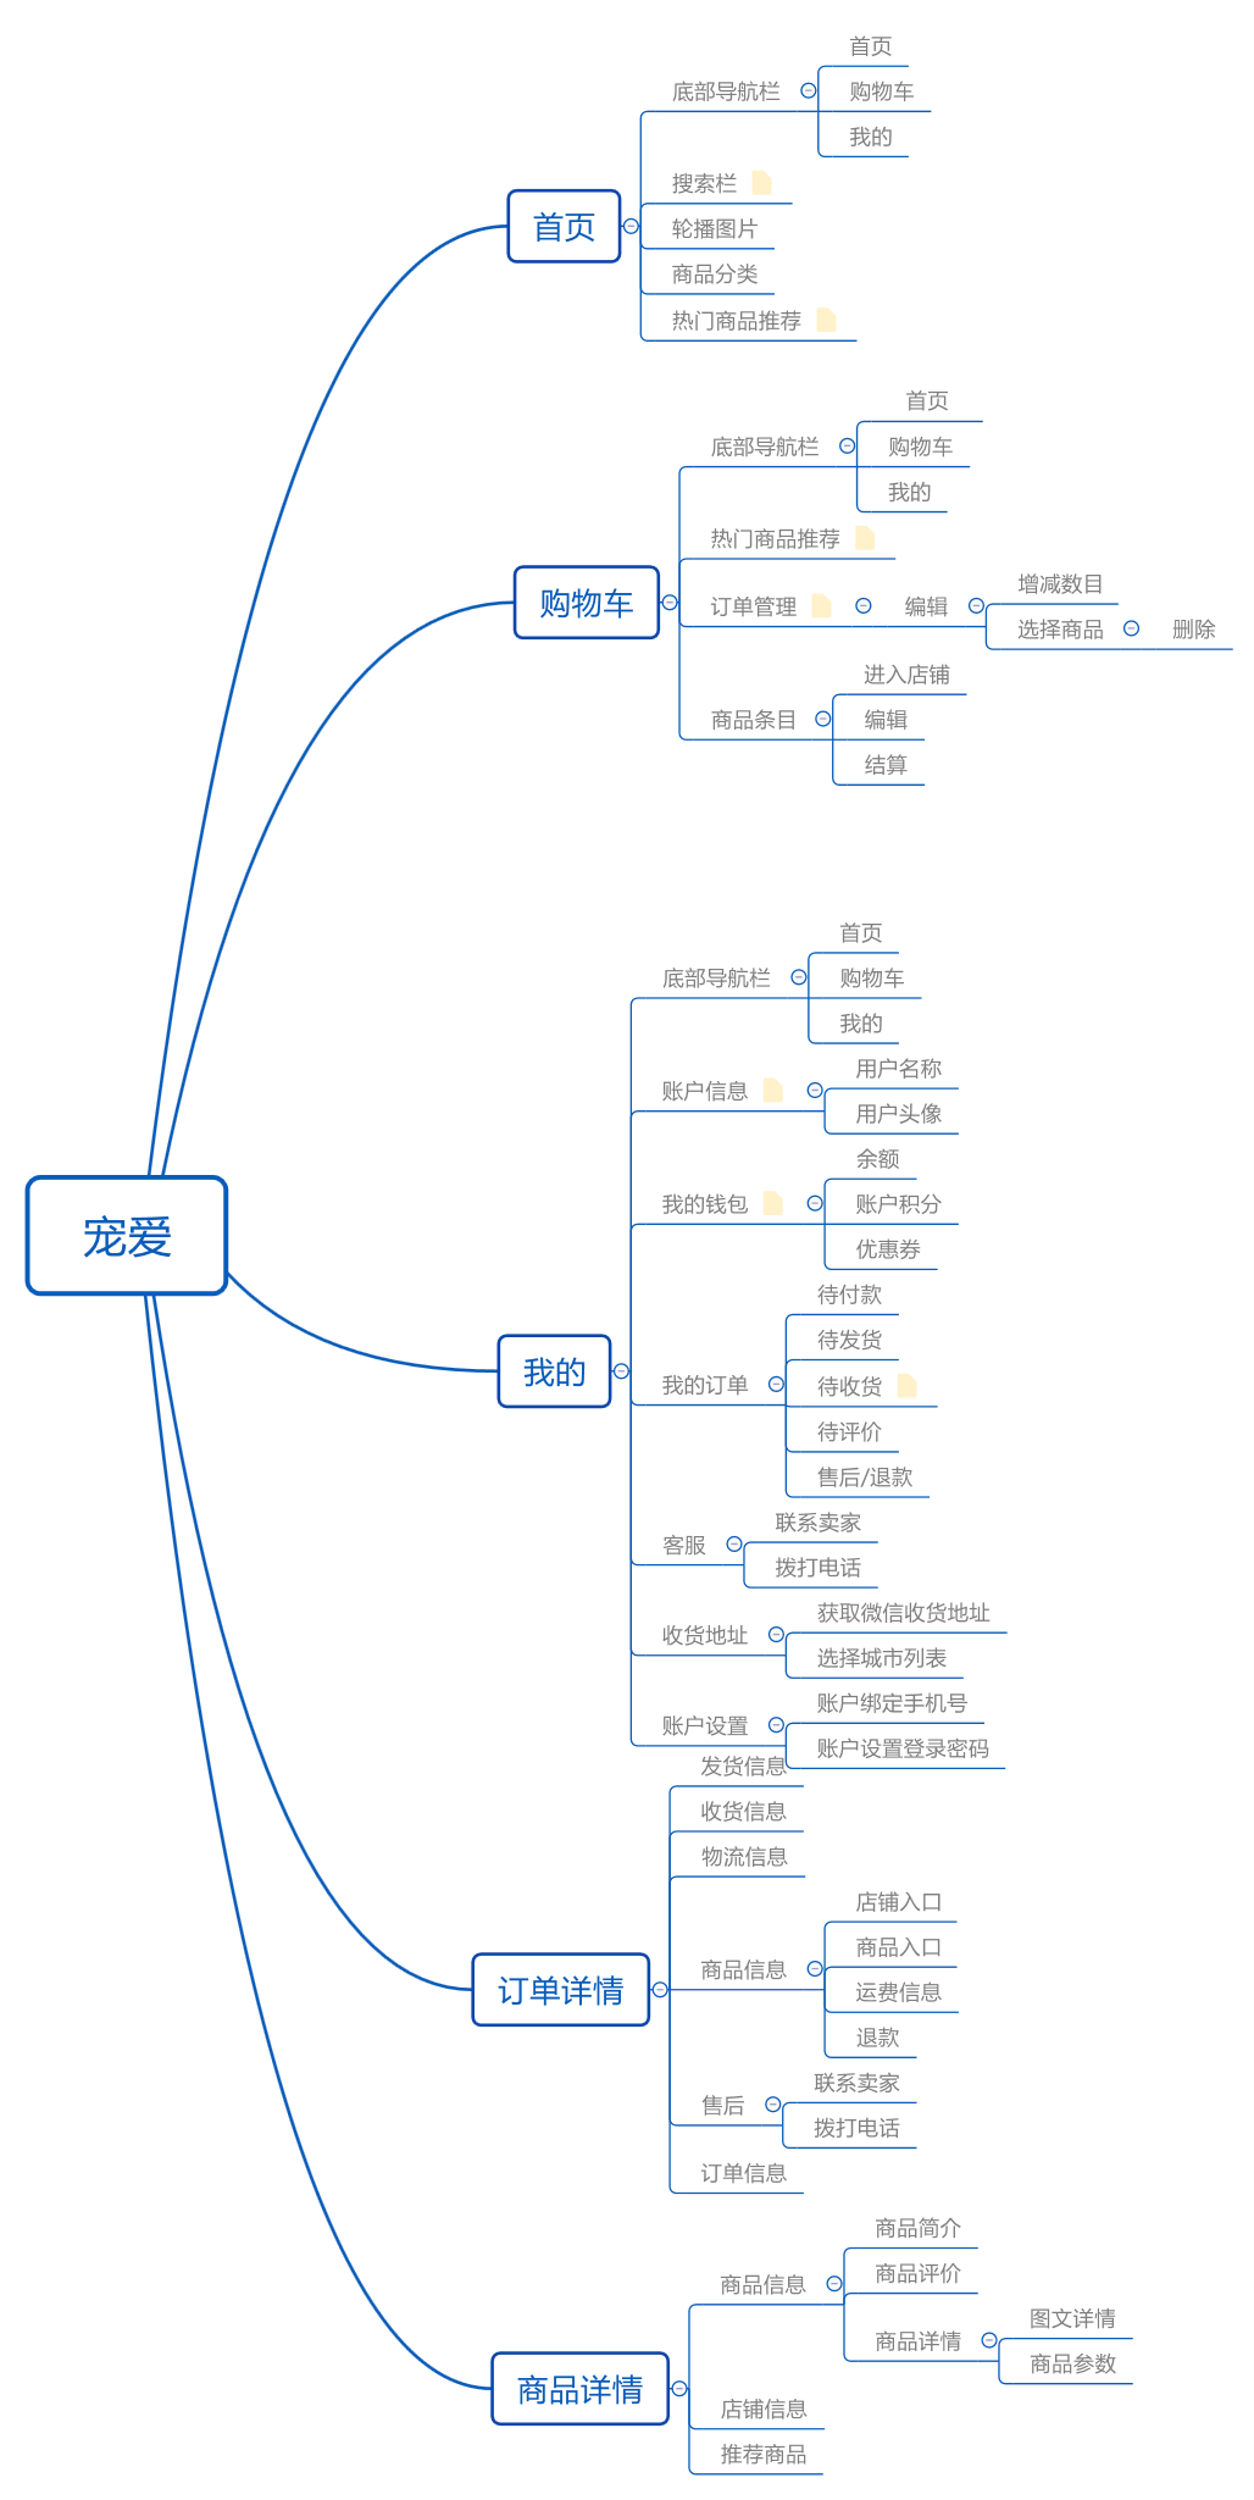 宠爱
首页
底部导航栏
首页
购物车
我的
搜索栏
轮播图片
商品分类
热门商品推荐
购物车
底部导航栏
首页
购物车
我的
热门商品推荐
订单管理
编辑
增减数目
选择商品
删除
商品条目
进入店铺
编辑
结算
我的
底部导航栏
首页
购物车
我的
账户信息
用户名称
用户头像
我的钱包
余额
账户积分
优惠券
我的订单
待付款
待发货
待收货
待评价
售后/退款
客服
联系卖家
拨打电话
收货地址
获取微信收货地址
选择城市列表
账户设置
账户绑定手机号
账户设置登录密码
订单详情
发货信息
收货信息
物流信息
商品信息
店铺入口
商品入口
运费信息
退款
售后
联系卖家
拨打电话
订单信息
商品详情
商品信息
商品简介
商品评价
商品详情
图文详情
商品参数
店铺信息
推荐商品